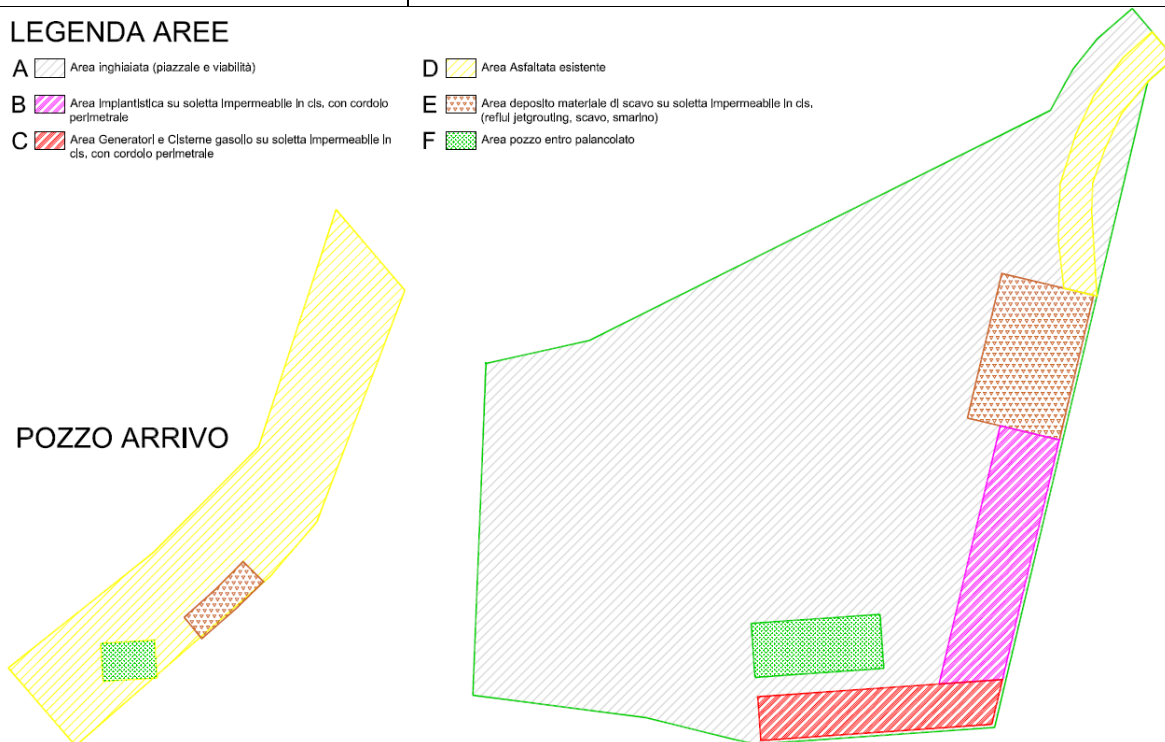 LEGENDA AREE
A Area inghiaiata (piazzale e viabilità)
B Area Impiantistica su soletta Impermeabile in cls, con cordolo
perimetrale
C Area Generatori e Cisterne gasolio su soletta Impermeabile in
cls, con cordolo perimetrale
D Area Asfaltata esistente
E Area deposito materiale di scavo su soletta Impermeabile in cls,
(reflui jetgrouting, scavo, smarino)
F Area pozzo entro palancolato
POZZO ARRIVO